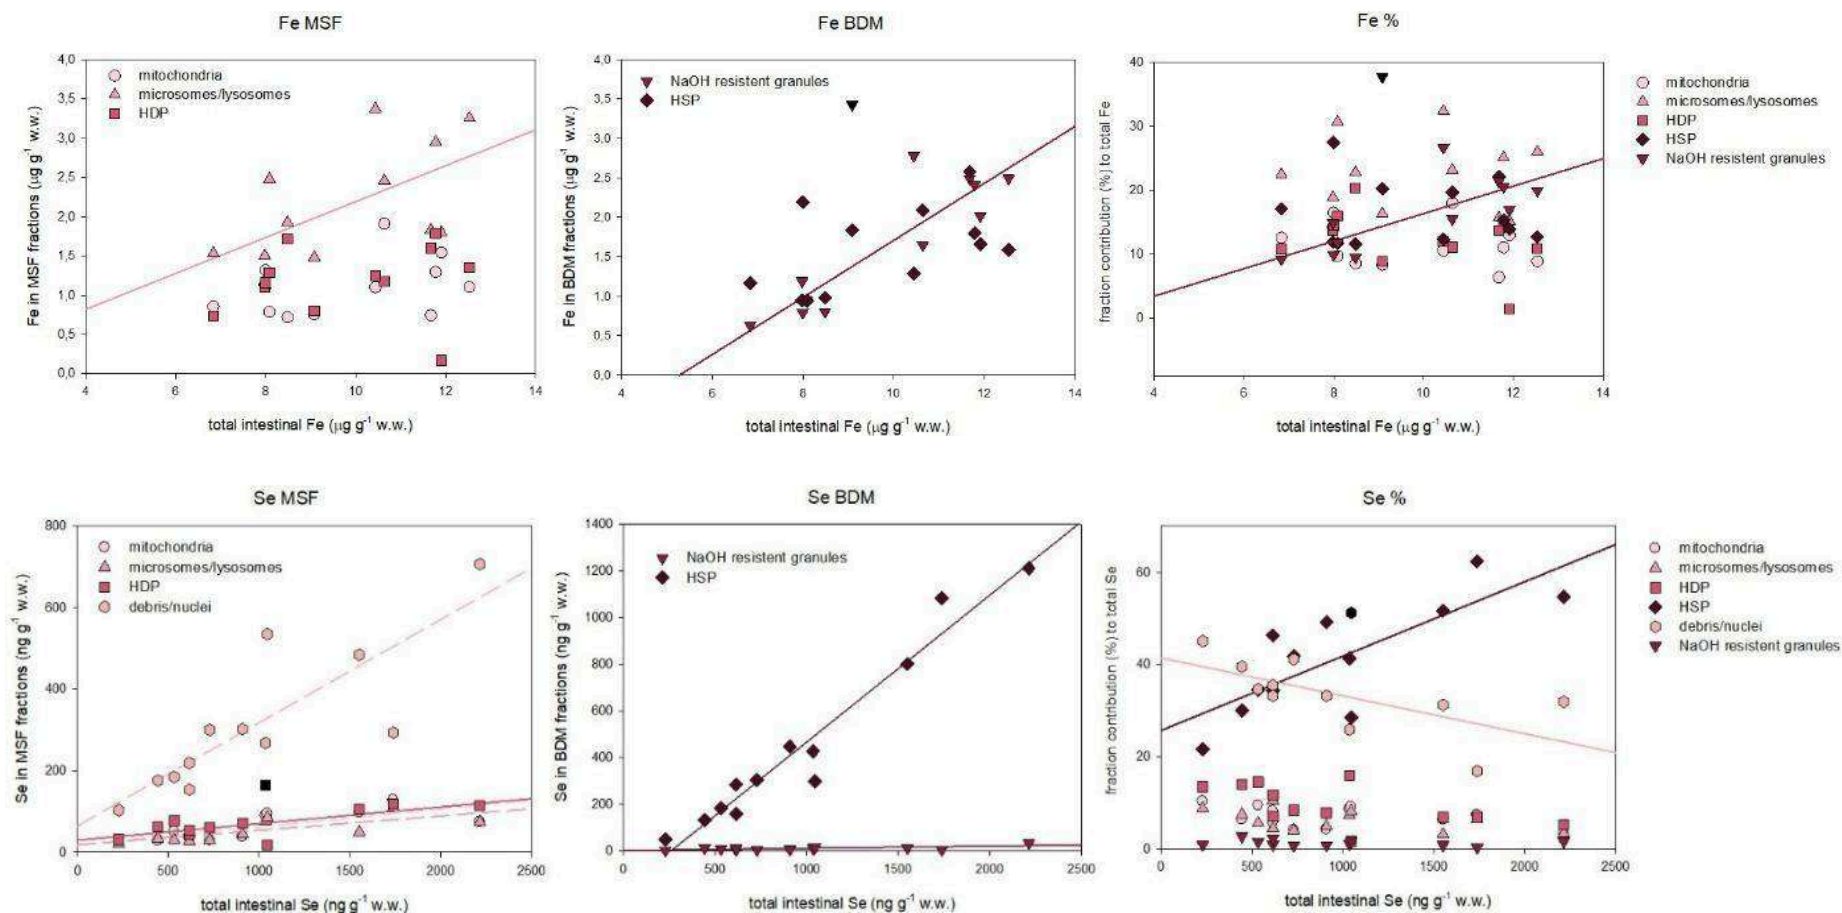 Fe MSF
4,0
3,5
3,0
2,5
2,0
1,5
1,0
0,5
0,0
Fe in MSF fractions (μg g⁻¹ w.w.)
mitochondria
microsomes/lysosomes
HDP
4 6 8 10 12 14
total intestinal Fe (μg g⁻¹ w.w.)
Fe BDM
4,0
3,5
3,0
2,5
2,0
1,5
1,0
0,5
0,0
Fe in BDM fractions (μg g⁻¹ w.w.)
NaOH resistent granules
HSP
4 6 8 10 12 14
total intestinal Fe (μg g⁻¹ w.w.)
Fe %
40
30
20
10
0
fraction contribution (%) to total Fe
4 6 8 10 12 14
total intestinal Fe (μg g⁻¹ w.w.)
mitochondria
microsomes/lysosomes
HDP
HSP
NaOH resistent granules
Se MSF
800
600
400
200
0
Se in MSF fractions (ng g⁻¹ w.w.)
mitochondria
microsomes/lysosomes
HDP
debris/nuclei
0 500 1000 1500 2000 2500
total intestinal Se (ng g⁻¹ w.w.)
Se BDM
1400
1200
1000
800
600
400
200
0
Se in BDM fractions (ng g⁻¹ w.w.)
NaOH resistent granules
HSP
0 500 1000 1500 2000 2500
total intestinal Se (ng g⁻¹ w.w.)
Se %
60
40
20
0
fraction contribution (%) to total Se
0 500 1000 1500 2000 2500
total intestinal Se (ng g⁻¹ w.w.)
mitochondria
microsomes/lysosomes
HDP
HSP
debris/nuclei
NaOH resistent granules